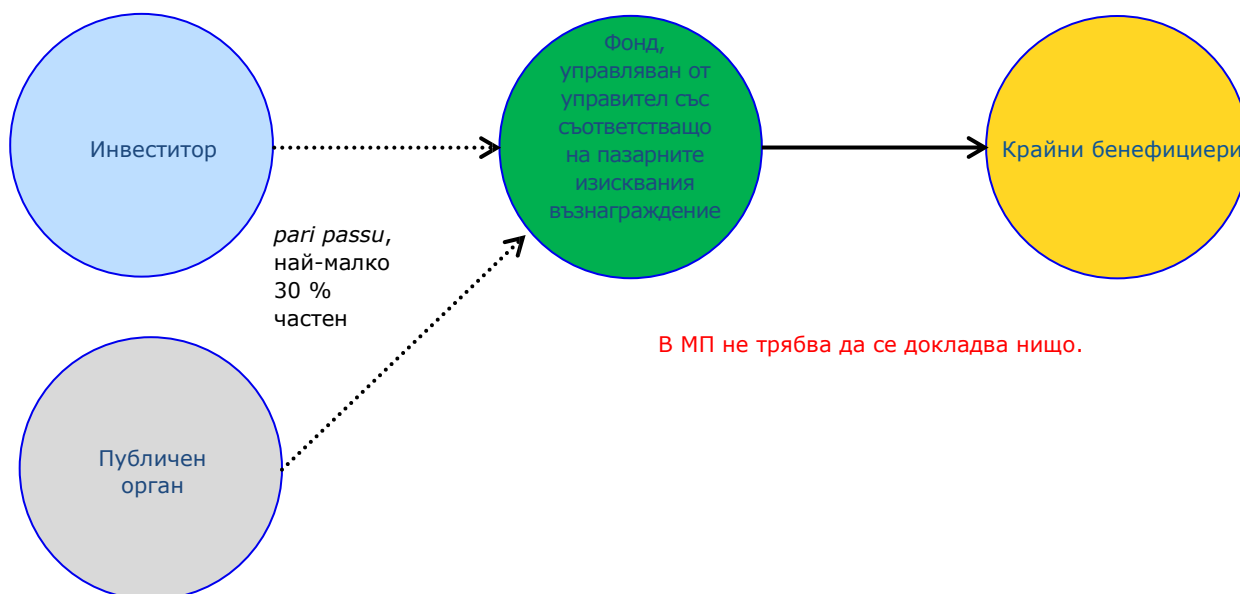 Инвеститор
Фонд,
управляван от
управител със
съответстващо
на пазарните
изисквания
възнаграждение
Крайни бенефициери
pari passu,
най-малко
30 %
частен
В МП не трябва да се докладва нищо.
Публичен
орган